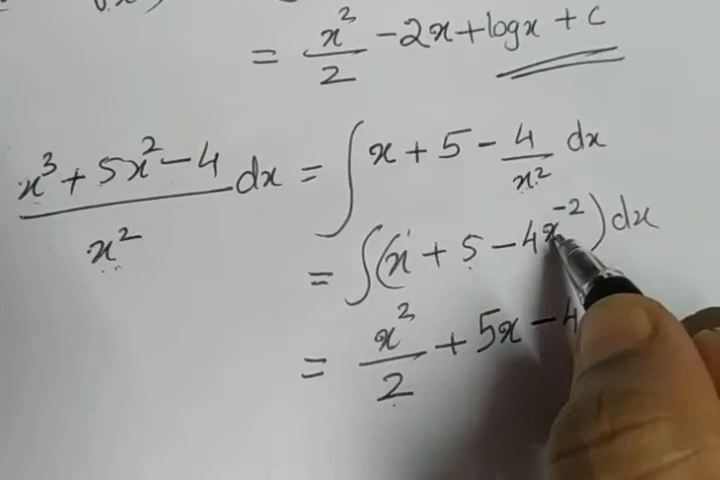 = x²/2 - 2x + log x + c
x³ + 5x² - 4 / x² dx = ∫ x + 5 - 4/x² dx
= ∫(x¹ + 5 - 4x⁻²) dx
= x²/2 + 5x - 4